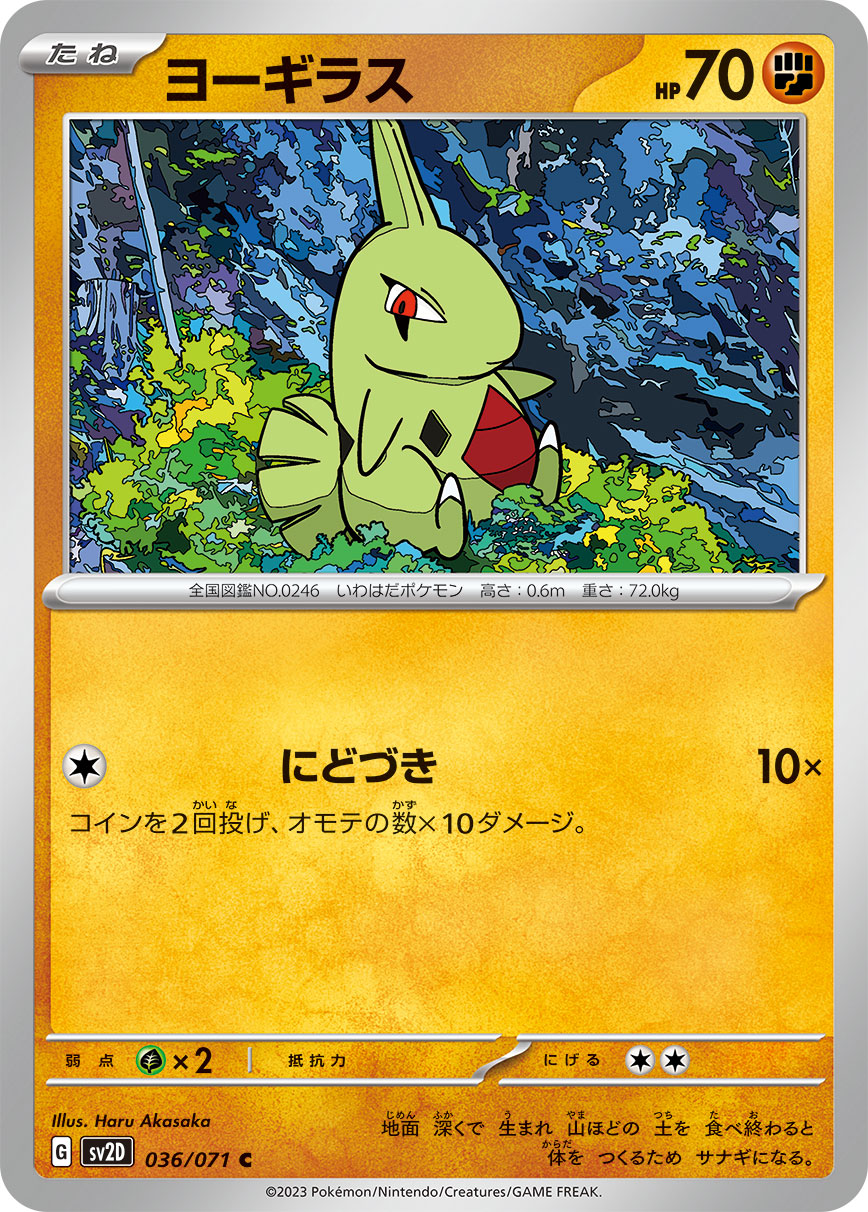 たね
ヨーギラス
HP70
全国図鑑NO.0246 いわはだポケモン 高さ:0.6m 重さ:72.0kg
にどづき 10×
コインを2回投げ、オモテの数×10ダメージ。
弱点 ×2 抵抗力 にげる
Illus. Haru Akasaka
地面 深くで 生まれ 山ほどの 土を 食べ終わると
体を つくるため サナギになる。
G sv2D 036/071 C
©2023 Pokémon/Nintendo/Creatures/GAME FREAK.